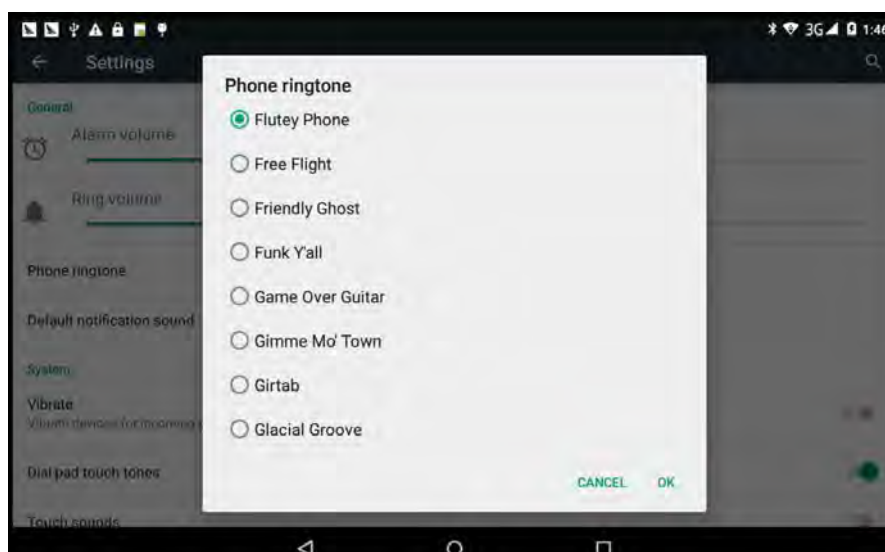 3G 1:46
Settings
Phone ringtone
General
Alarm volume
Ring volume
Phone ringtone
Default notification sound
System
Vibrate
Dial pad touch tones
Touch sounds
Flutey Phone
Free Flight
Friendly Ghost
Funk Y'all
Game Over Guitar
Gimme Mo' Town
Girtab
Glacial Groove
CANCEL OK